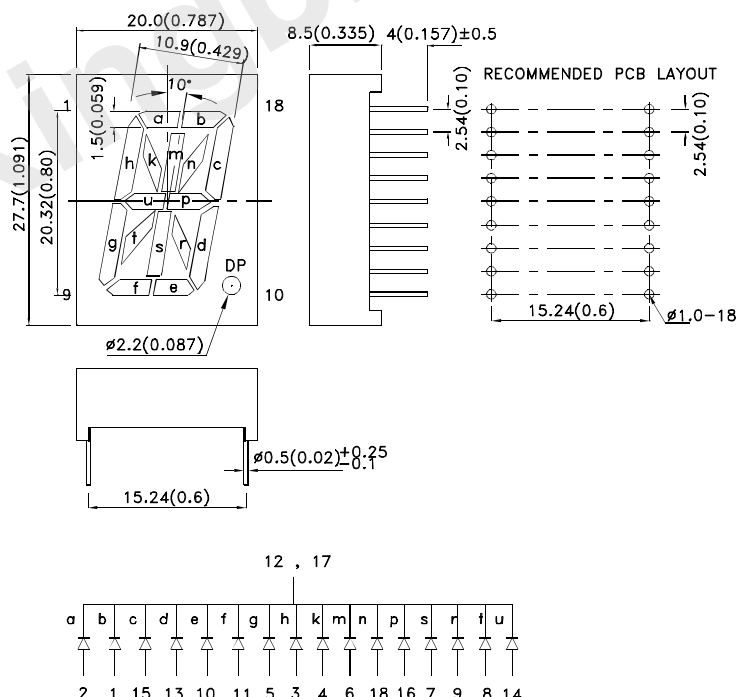 20.0(0.787)
10.9(0.429)
10°
1.5(0.059)
27.7(1.091)
20.32(0.80)
1
18
9
10
a b
h k m n c
u p
g t s r d
f e
DP
ø2.2(0.087)
8.5(0.335) 4(0.157)±0.5
2.54(0.10)
RECOMMENDED PCB LAYOUT
2.54(0.10)
15.24(0.6)
ø1.0-18
ø0.5(0.02)+0.25
-0.1
15.24(0.6)
12 , 17
a b c d e f g h k m n p s r t u
2 1 15 13 10 11 5 3 4 6 18 16 7 9 8 14